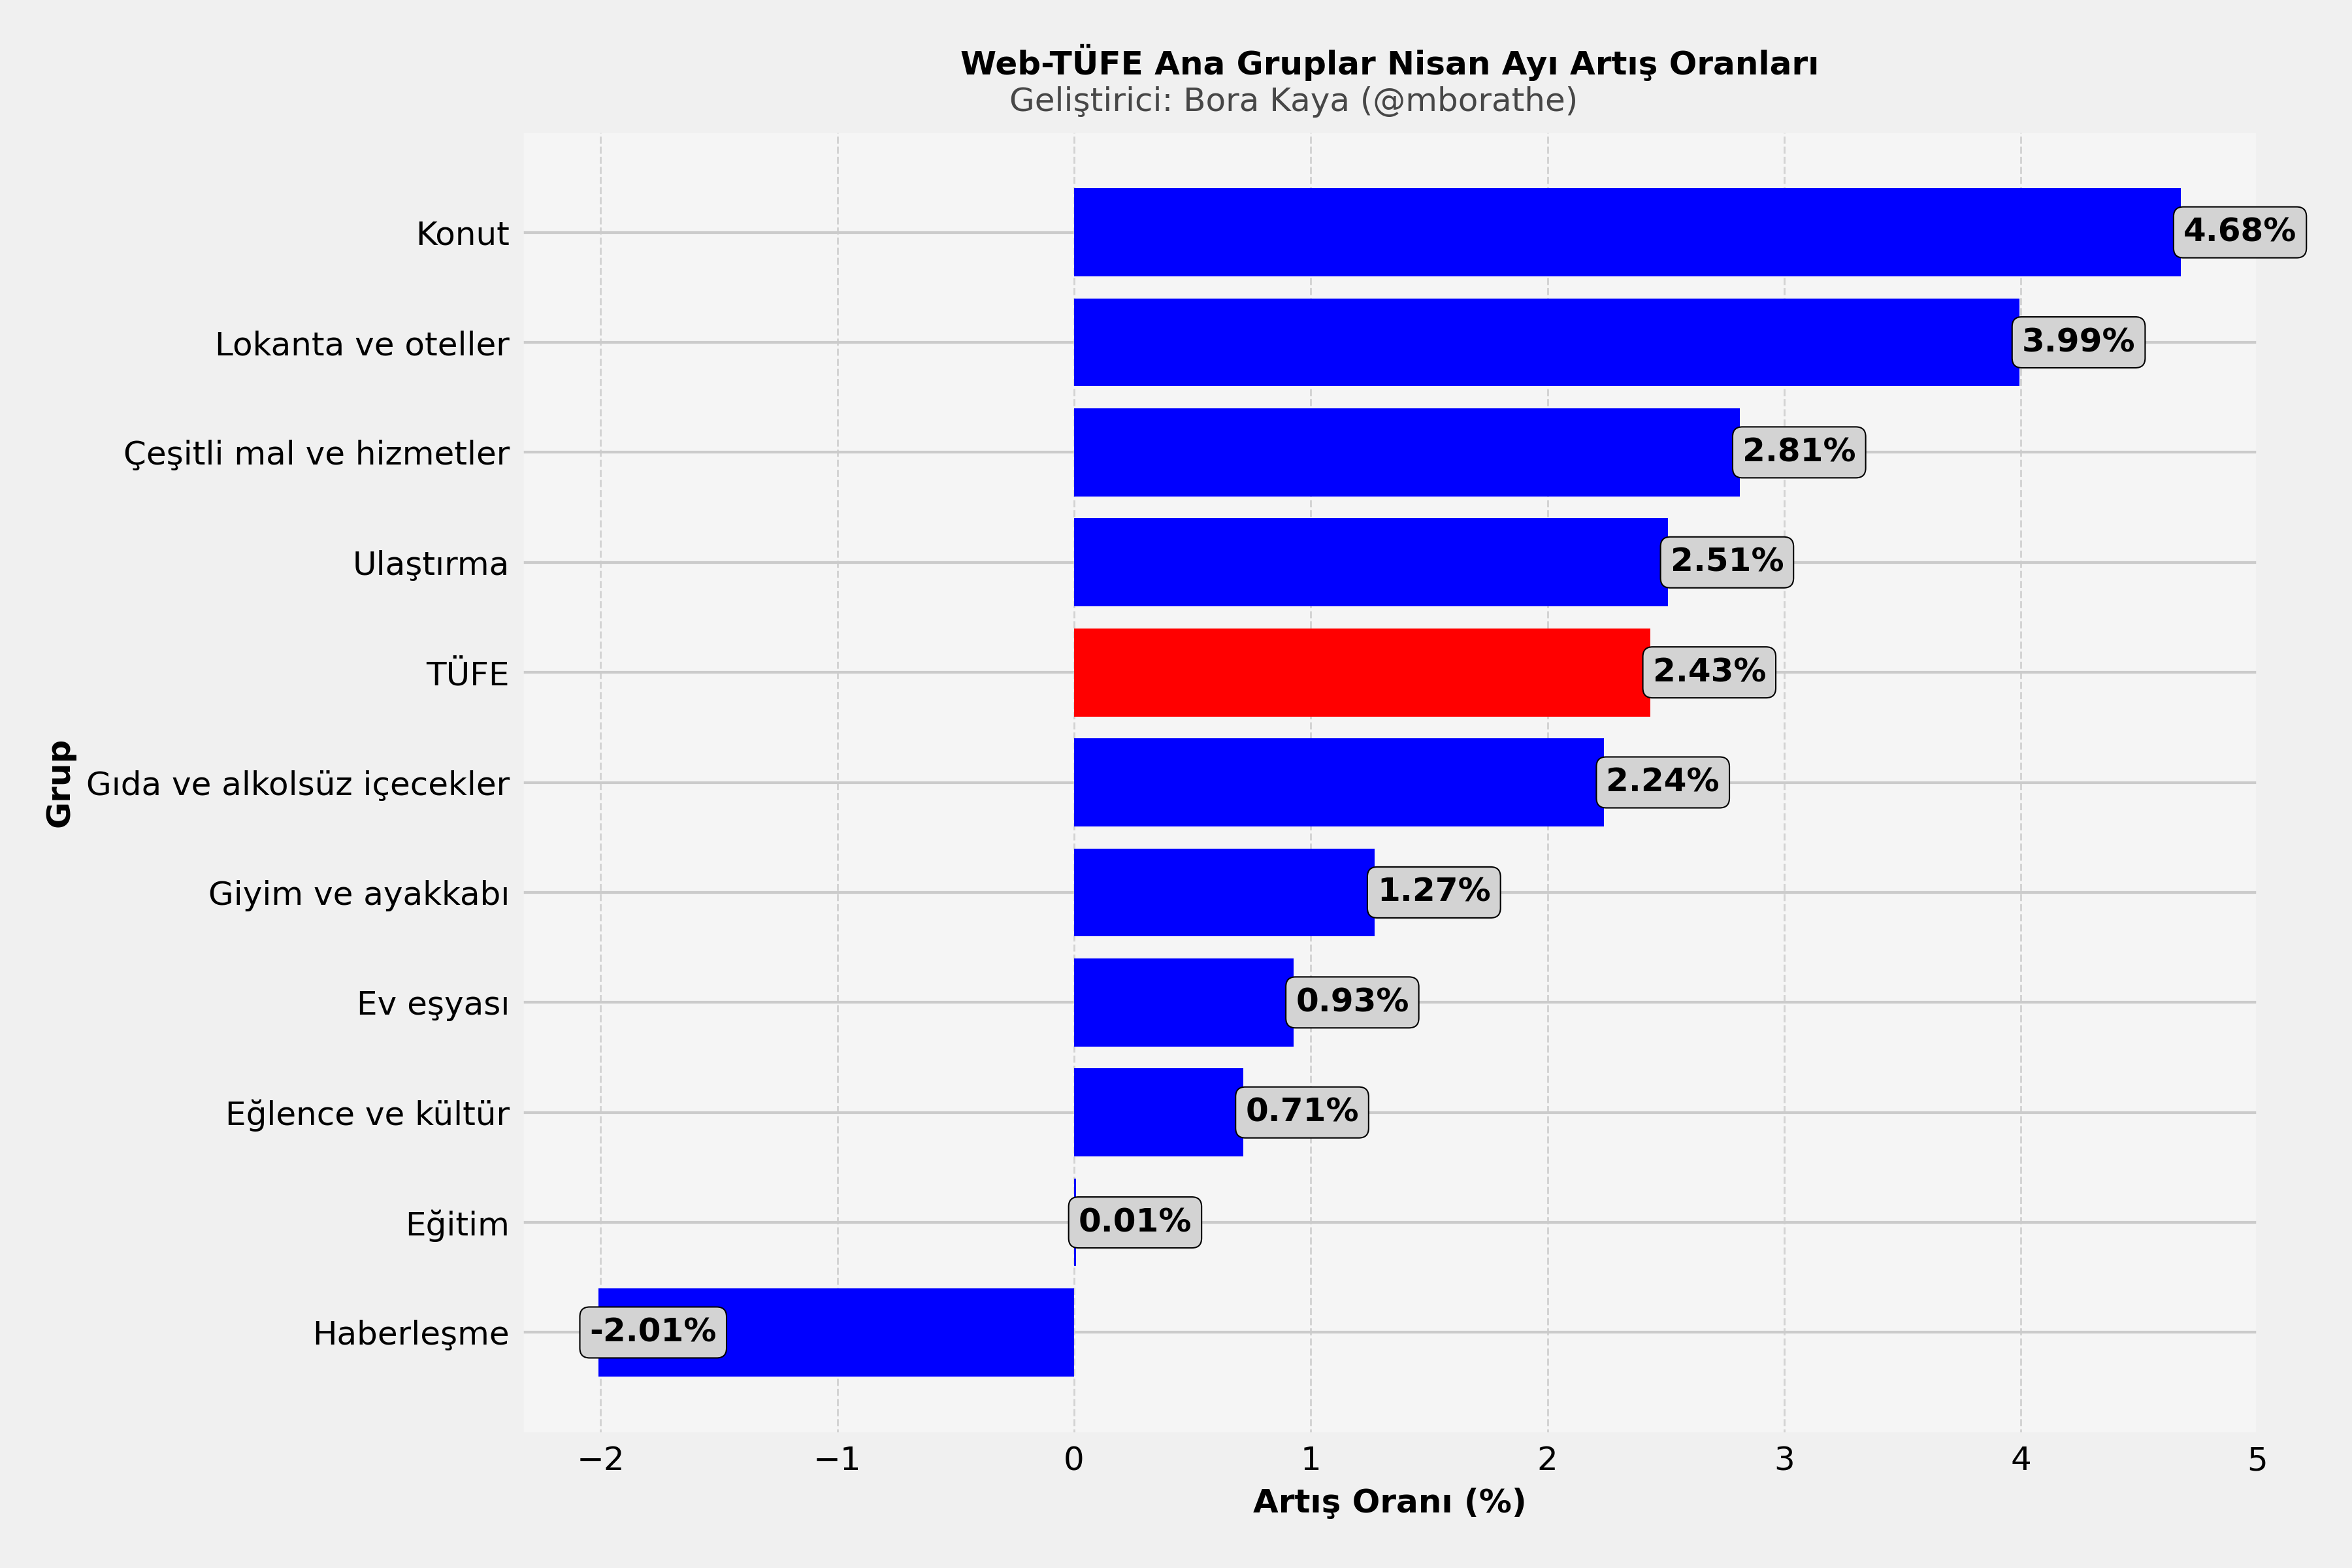 Web-TÜFE Ana Gruplar Nisan Ayı Artış Oranları
Geliştirici: Bora Kaya (@mborathe)
Grup
Konut
4.68%
Lokanta ve oteller
3.99%
Çeşitli mal ve hizmetler
2.81%
Ulaştırma
2.51%
TÜFE
2.43%
Gıda ve alkolsüz içecekler
2.24%
Giyim ve ayakkabı
1.27%
Ev eşyası
0.93%
Eğlence ve kültür
0.71%
Eğitim
0.01%
Haberleşme
-2.01%
−2 −1 0 1 2 3 4 5
Artış Oranı (%)